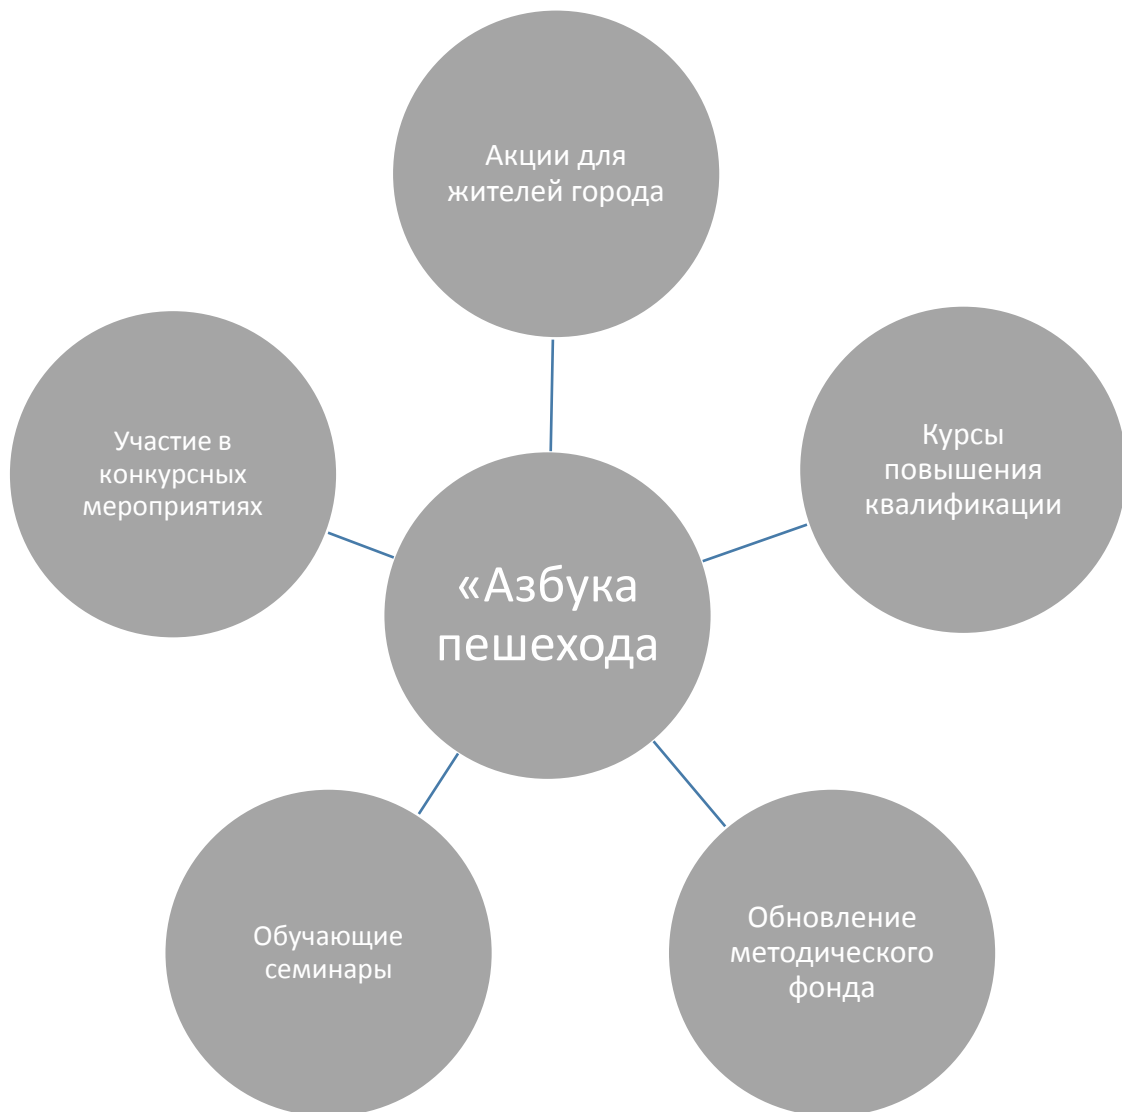 Акции для
жителей города
Участие в
конкурсных
мероприятиях
Курсы
повышения
квалификации
«Азбука
пешехода
Обучающие
семинары
Обновление
методического
фонда